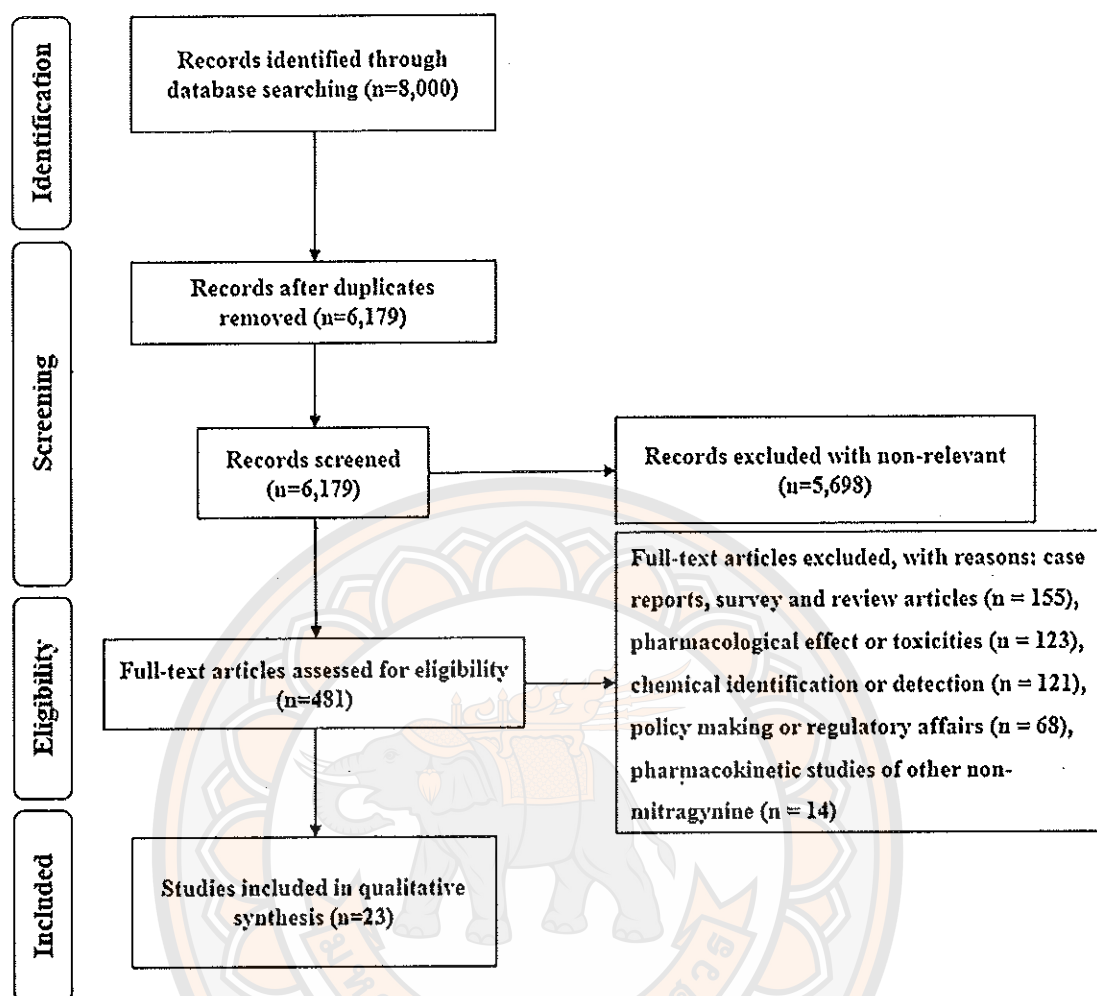 Identification
Records identified through
database searching (n=8,000)
Screening
Records after duplicates
removed (n=6,179)
Records screened
(n=6,179)
Records excluded with non-relevant
(n=5,698)
Eligibility
Full-text articles assessed for eligibility
(n=481)
Full-text articles excluded, with reasons: case
reports, survey and review articles (n = 155),
pharmacological effect or toxicities (n = 123),
chemical identification or detection (n = 121),
policy making or regulatory affairs (n = 68),
pharmacokinetic studies of other non-
mitragynine (n = 14)
Included
Studies included in qualitative
synthesis (n=23)